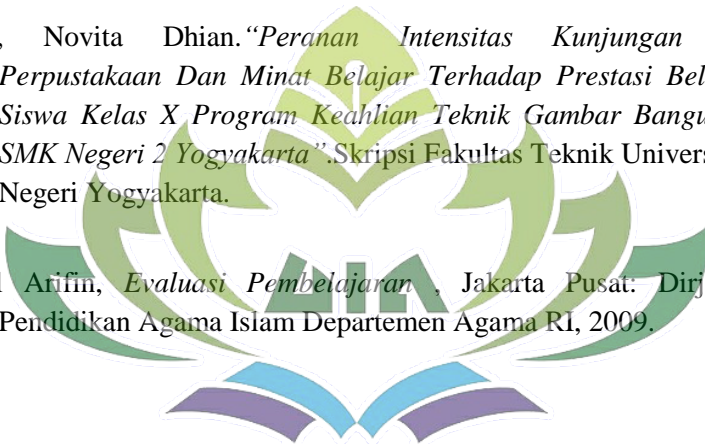 , Novita Dhian.“Peranan Intensitas Kunjungan
Perpustakaan Dan Minat Belajar Terhadap Prestasi Bel
Siswa Kelas X Program Keahlian Teknik Gambar Bangu
SMK Negeri 2 Yogyakarta”.Skripsi Fakultas Teknik Univers
Negeri Yogyakarta.
Arifin, Evaluasi Pembelajaran , Jakarta Pusat: Dirj
Pendidikan Agama Islam Departemen Agama RI, 2009.
UIN